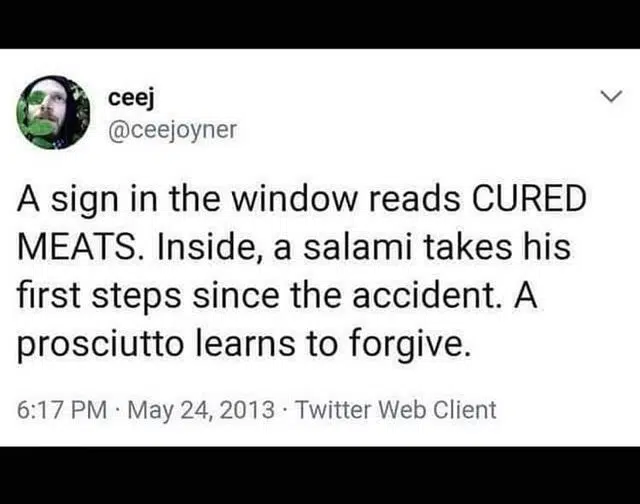 ceej
@ceejoyner
A sign in the window reads CURED
MEATS. Inside, a salami takes his
first steps since the accident. A
prosciutto learns to forgive.
6:17 PM · May 24, 2013 · Twitter Web Client